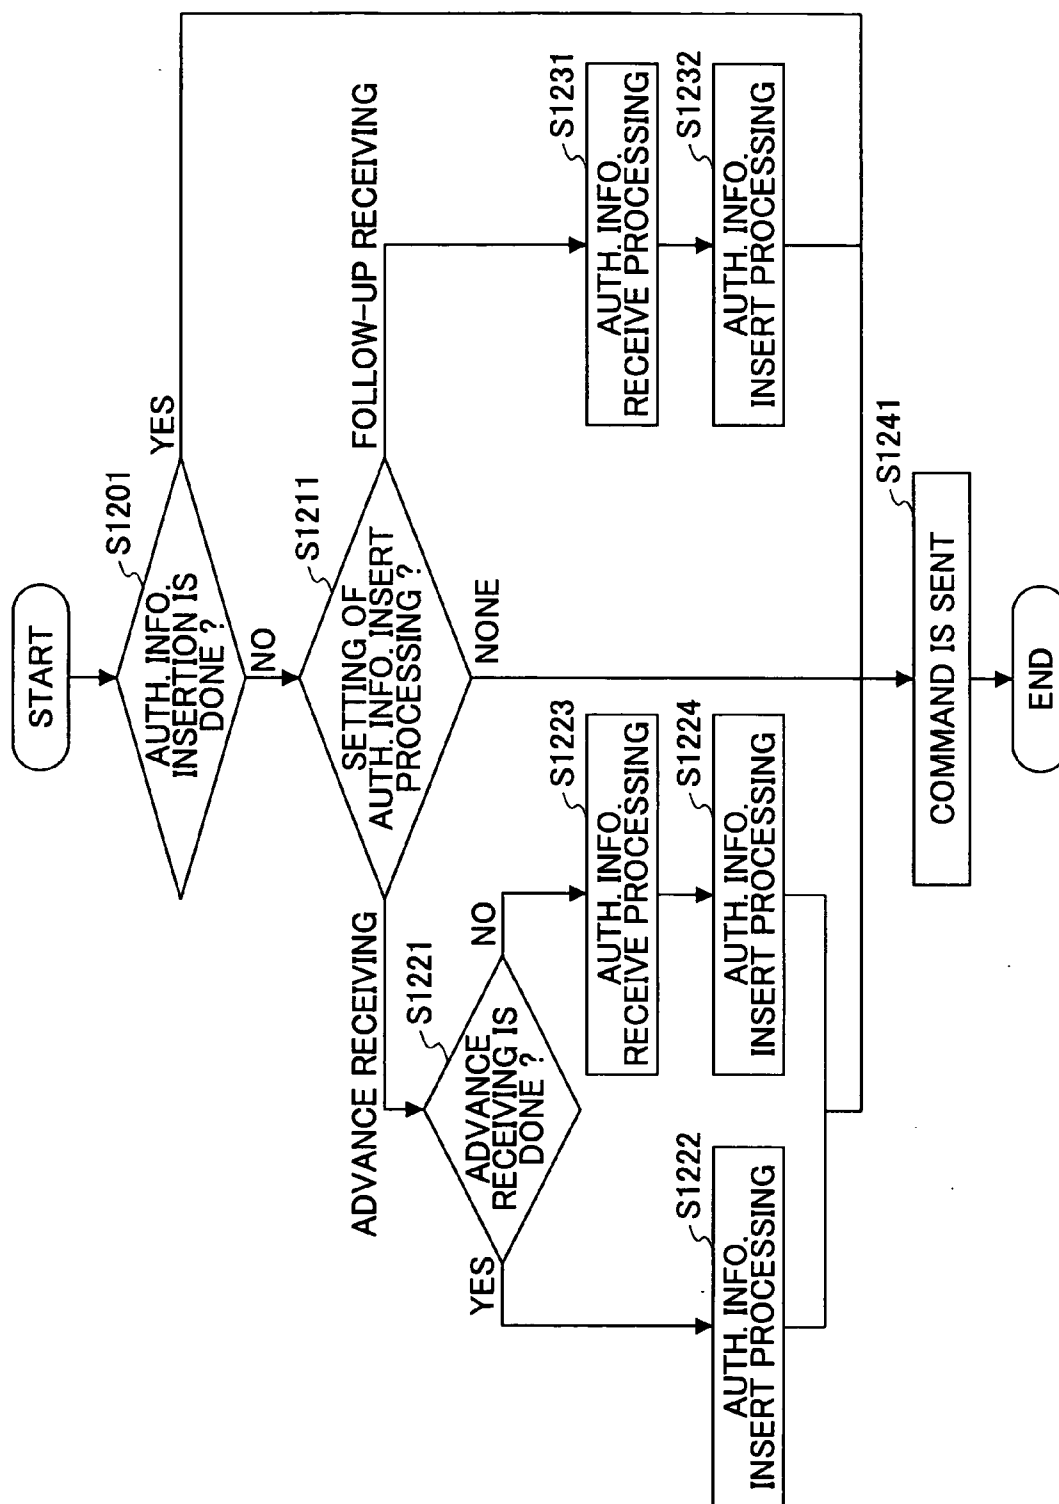 START
S1201
AUTH. INFO.
INSERTION IS
DONE ?
YES
NO
S1211
SETTING OF
AUTH. INFO. INSERT
PROCESSING ?
ADVANCE RECEIVING
FOLLOW-UP RECEIVING
NONE
S1221
ADVANCE
RECEIVING IS
DONE ?
YES
NO
S1223
AUTH. INFO.
RECEIVE PROCESSING
S1231
AUTH. INFO.
RECEIVE PROCESSING
S1222
AUTH. INFO.
INSERT PROCESSING
S1224
AUTH. INFO.
INSERT PROCESSING
S1232
AUTH. INFO.
INSERT PROCESSING
S1241
COMMAND IS SENT
END